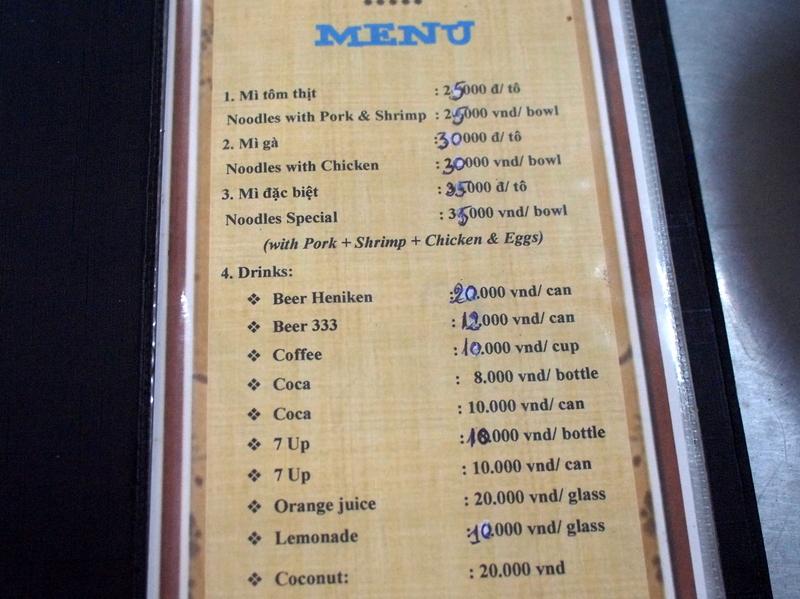 MENU
1. Mì tôm thịt : 25000 đ/ tô
Noodles with Pork & Shrimp : 25000 vnd/ bowl
2. Mì gà :30000 đ/ tô
Noodles with Chicken : 30000 vnd/ bowl
3. Mì đặc biệt : 35000 đ/ tô
Noodles Special : 35000 vnd/ bowl
(with Pork + Shrimp + Chicken & Eggs)
4. Drinks:
❖ Beer Heniken :20.000 vnd/ can
❖ Beer 333 : 12.000 vnd/ can
❖ Coffee : 10.000 vnd/ cup
❖ Coca : 8.000 vnd/ bottle
❖ Coca : 10.000 vnd/ can
❖ 7 Up : 10.000 vnd/ bottle
❖ 7 Up : 10.000 vnd/ can
❖ Orange juice : 20.000 vnd/ glass
❖ Lemonade : 10.000 vnd/ glass
❖ Coconut: : 20.000 vnd